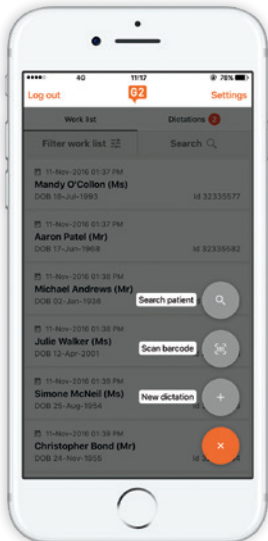 40 11/17 76%
Log out G2 Settings
Work list Dictations 2
Filter work list Search
11-Nov-2016 01:37 PM
Mandy O'Collon (Ms)
DOB 18-Jul-1993 Id 32335577
11-Nov-2016 01:37 PM
Aaron Patel (Mr)
DOB 17-Jun-1968 Id 32335582
11-Nov-2016 01:38 PM
Michael Andrews (Mr)
DOB 02-Jan-1936 Id
Search patient
11-Nov-2016 01:38 PM
Julie Walker (Ms)
DOB 12-Apr-2001
Scan barcode
11-Nov-2016 01:39 PM
Simone McNeil (Ms)
DOB 25-Aug-1954
New dictation
11-Nov-2016 01:39 PM
Christopher Bond (Mr)
DOB 24-Nov-1955